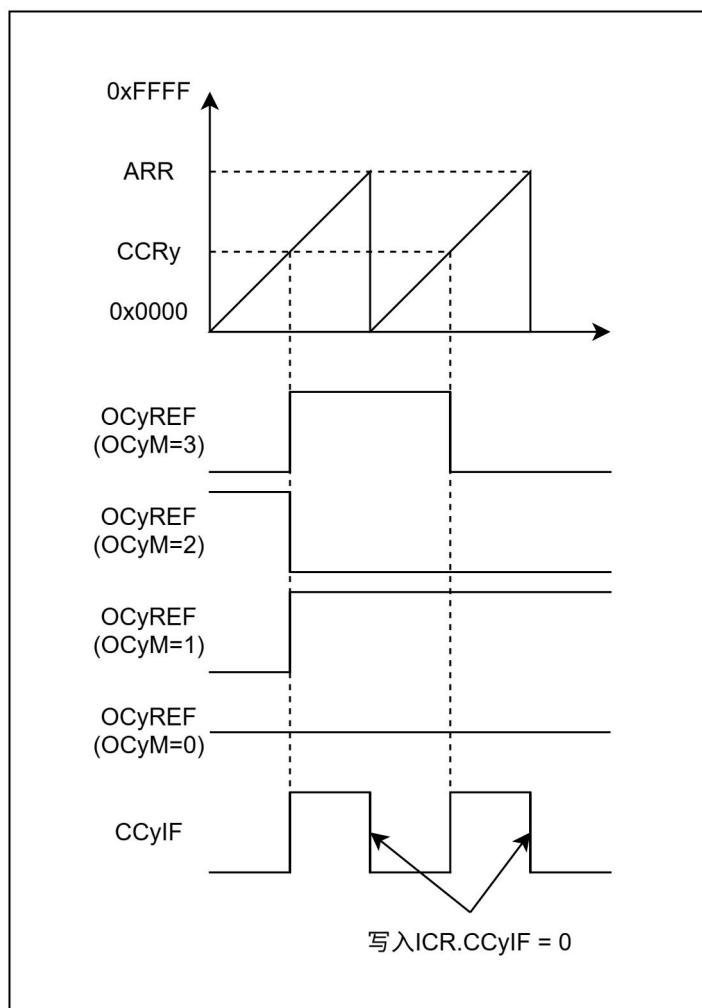 0xFFFF
ARR
CCRy
0x0000
OCyREF
(OCyM=3)
OCyREF
(OCyM=2)
OCyREF
(OCyM=1)
OCyREF
(OCyM=0)
CCyIF
写入ICR.CCyIF = 0